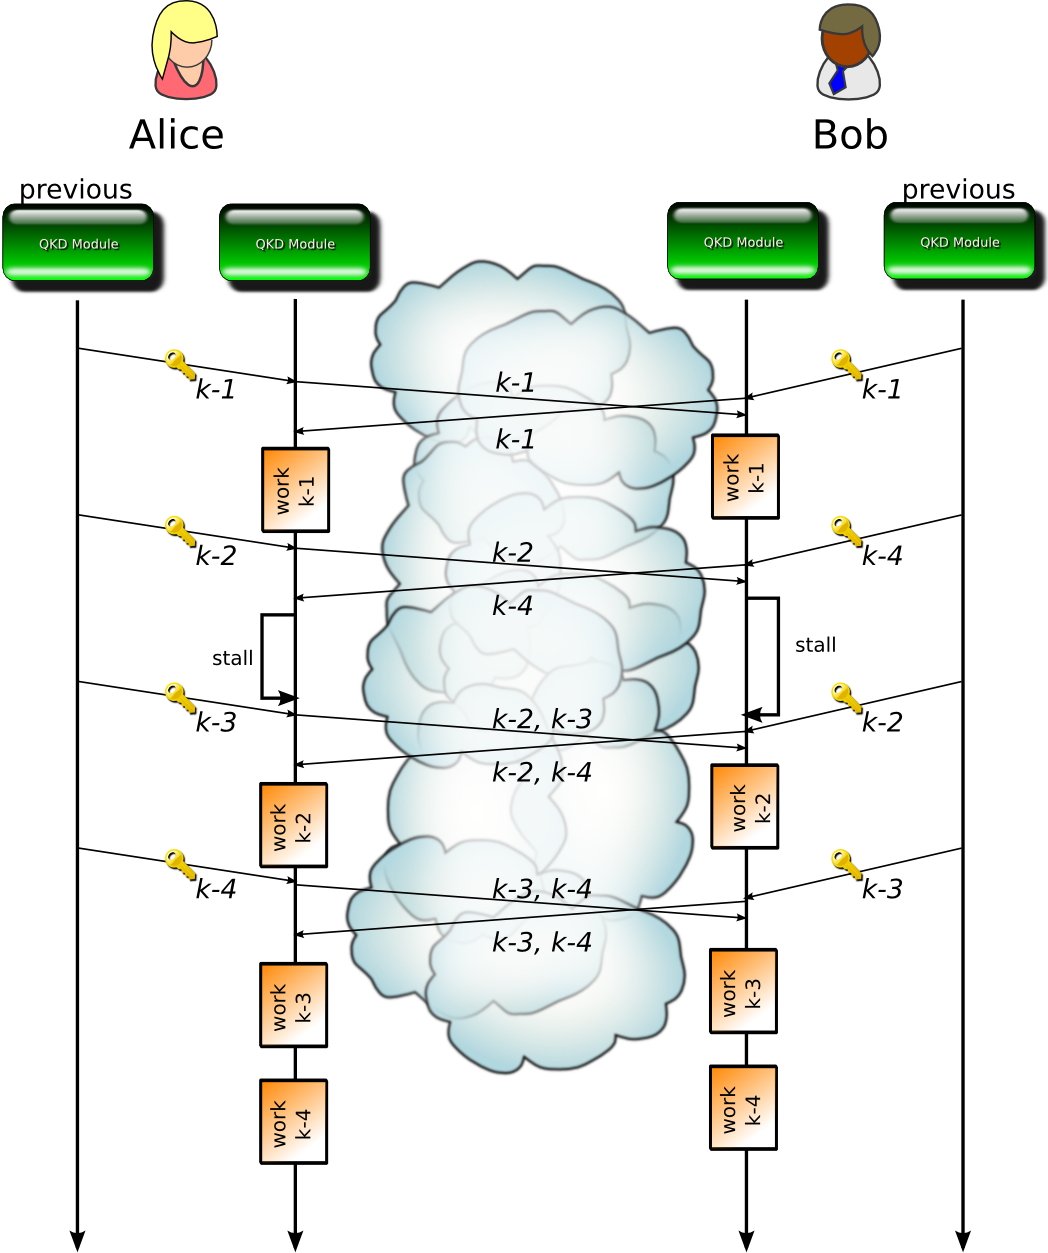 Alice
Bob
previous
previous
QKD Module
QKD Module
QKD Module
QKD Module
k-1
k-1
k-1
k-1
work
k-1
work
k-1
k-2
k-2
k-4
k-4
stall
stall
k-3
k-2, k-3
k-2
k-2, k-4
work
k-2
work
k-2
k-4
k-3, k-4
k-3
k-3, k-4
work
k-3
work
k-3
work
k-4
work
k-4